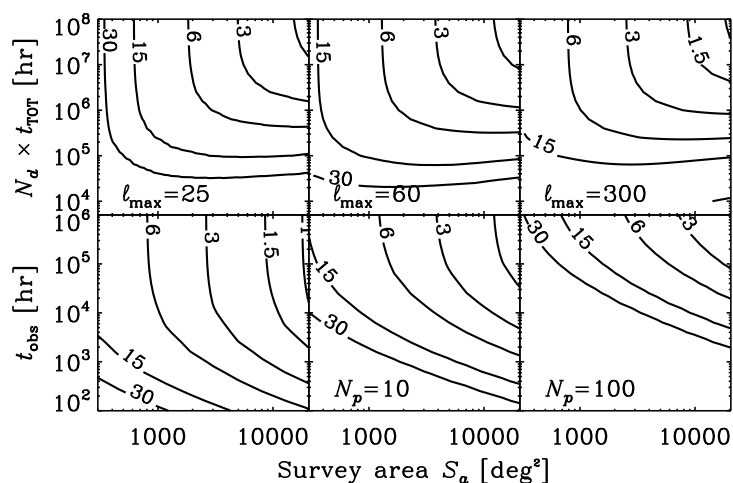 10⁸
10⁷
10⁶
10⁵
10⁴
N_d × t_TOT [hr]
30 15 6 3
ℓ_max=25
15 6 3
30
ℓ_max=60
6 3 1.5
15
ℓ_max=300
10⁶
10⁵
10⁴
10³
10²
t_obs [hr]
6 3 1.5 1
15
30
6 3
15
30
N_p=10
30 15 6 3
N_p=100
1000 10000 1000 10000 1000 10000
Survey area S_a [deg²]